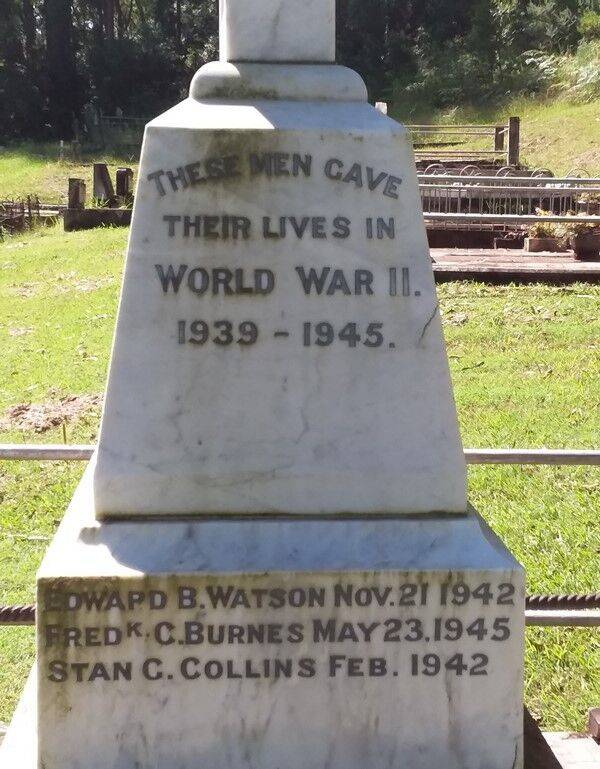 THESE MEN GAVE
THEIR LIVES IN
WORLD WAR II.
1939 - 1945.
EDWARD B. WATSON NOV. 21 1942
FREDK. C. BURNES MAY 23. 1945
STAN G. COLLINS FEB. 1942